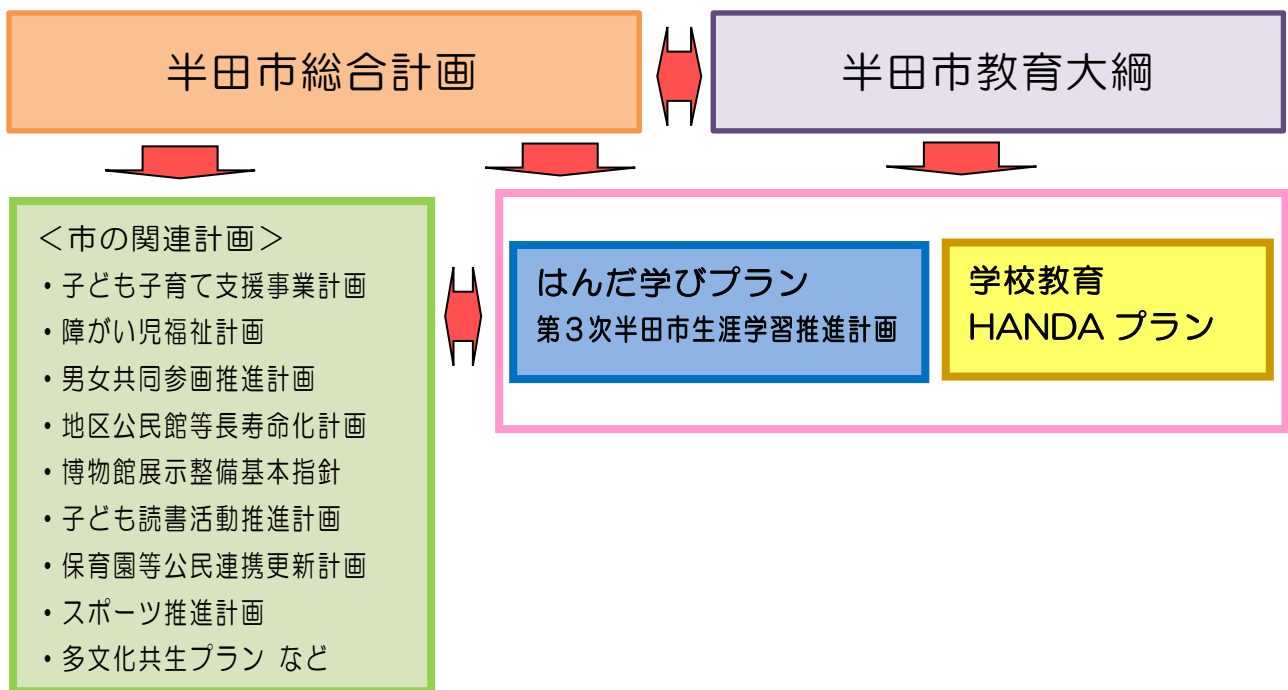 半田市総合計画
半田市教育大綱
＜市の関連計画＞
・子ども子育て支援事業計画
・障がい児福祉計画
・男女共同参画推進計画
・地区公民館等長寿命化計画
・博物館展示整備基本指針
・子ども読書活動推進計画
・保育園等公民連携更新計画
・スポーツ推進計画
・多文化共生プラン など
はんだ学びプラン
第３次半田市生涯学習推進計画
学校教育
HANDA プラン